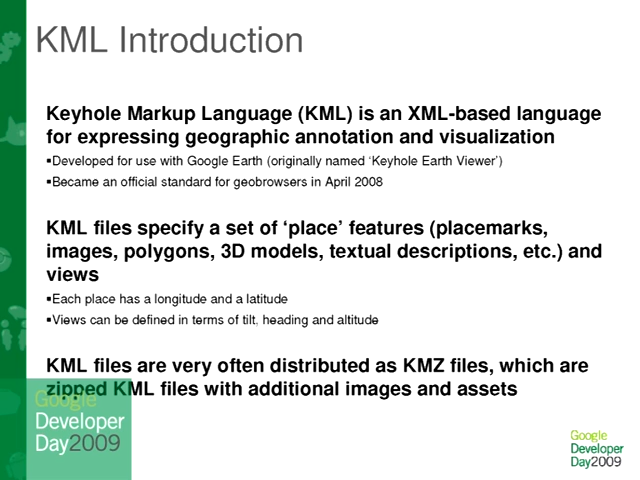 KML Introduction
Keyhole Markup Language (KML) is an XML-based language
for expressing geographic annotation and visualization
▪Developed for use with Google Earth (originally named ‘Keyhole Earth Viewer’)
▪Became an official standard for geobrowsers in April 2008
KML files specify a set of ‘place’ features (placemarks,
images, polygons, 3D models, textual descriptions, etc.) and
views
▪Each place has a longitude and a latitude
▪Views can be defined in terms of tilt, heading and altitude
KML files are very often distributed as KMZ files, which are
zipped KML files with additional images and assets
Google
Developer
Day2009
Google
Developer
Day2009